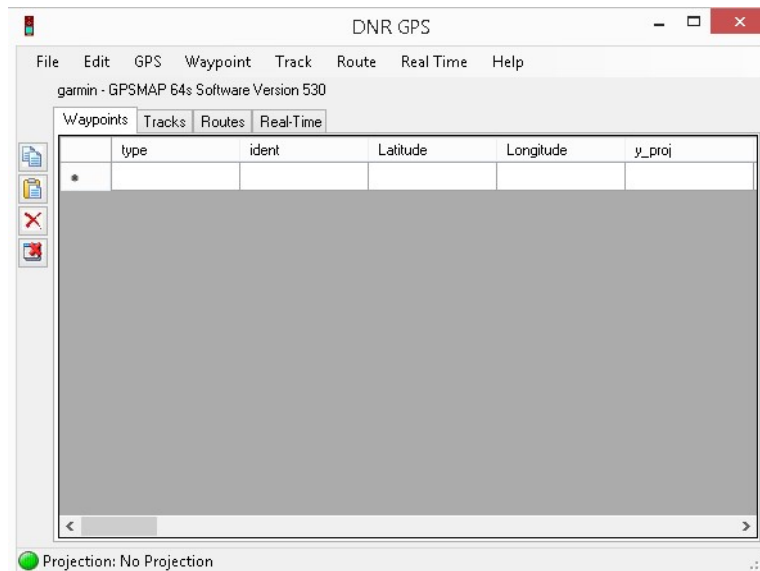 DNR GPS
File Edit GPS Waypoint Track Route Real Time Help
garmin - GPSMAP 64s Software Version 530
Waypoints Tracks Routes Real-Time
type ident Latitude Longitude y_proj
*
Projection: No Projection